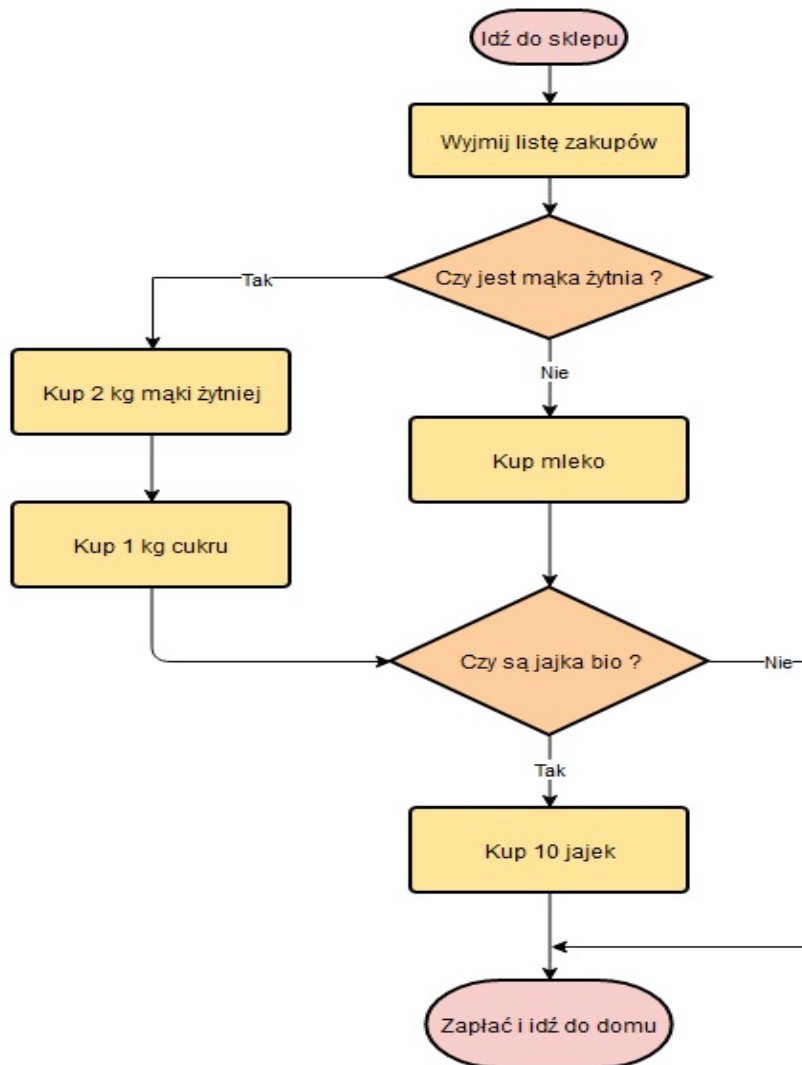 Idź do sklepu
Wyjmij listę zakupów
Czy jest mąka żytnia ?
Tak
Nie
Kup 2 kg mąki żytniej
Kup mleko
Kup 1 kg cukru
Czy są jajka bio ?
Nie
Tak
Kup 10 jajek
Zapłać i idź do domu